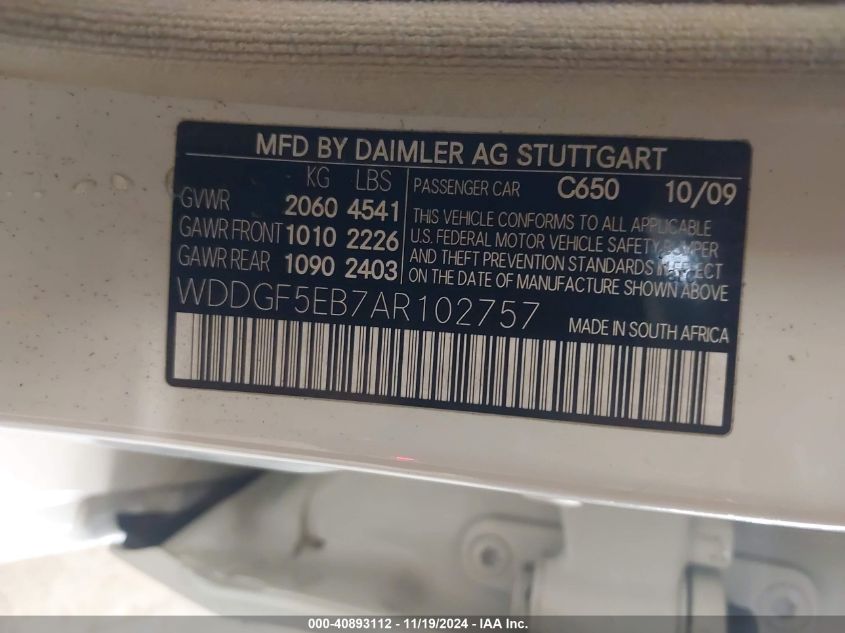 MFD BY DAIMLER AG STUTTGART
KG LBS
GVWR 2060 4541
GAWR FRONT 1010 2226
GAWR REAR 1090 2403
PASSENGER CAR C650 10/09
THIS VEHICLE CONFORMS TO ALL APPLICABLE
U.S. FEDERAL MOTOR VEHICLE SAFETY, BUMPER
AND THEFT PREVENTION STANDARDS IN EFFECT
ON THE DATE OF MANUFACTURE SHOWN ABOVE
WDDGF5EB7AR102757
MADE IN SOUTH AFRICA
000-40893112 - 11/19/2024 - IAA Inc.